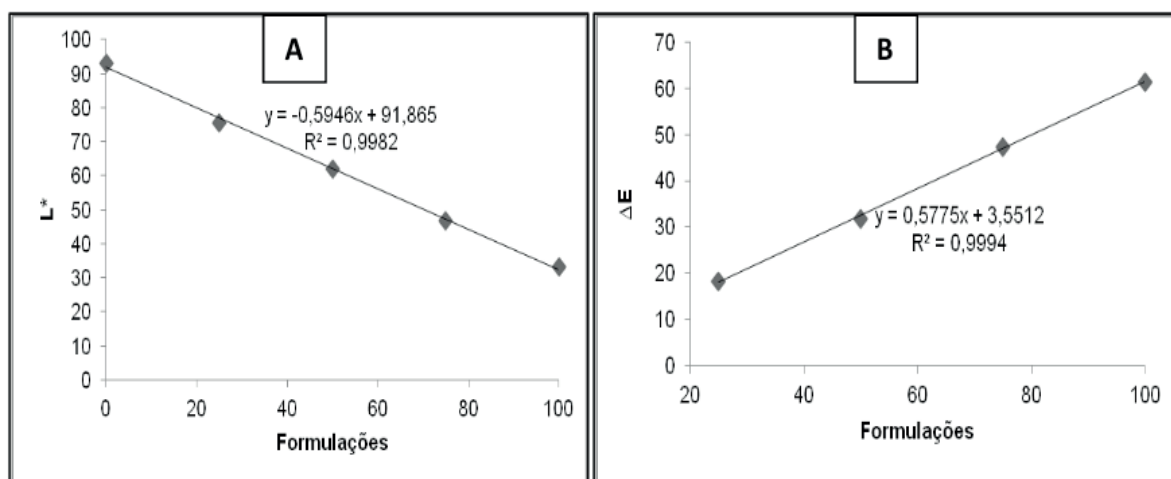 A
100
90
80
70
60
50
40
30
20
10
0
L*
y = -0,5946x + 91,865
R² = 0,9982
0 20 40 60 80 100
Formulações
B
70
60
50
40
30
20
10
0
ΔE
y = 0,5775x + 3,5512
R² = 0,9994
20 40 60 80 100
Formulações